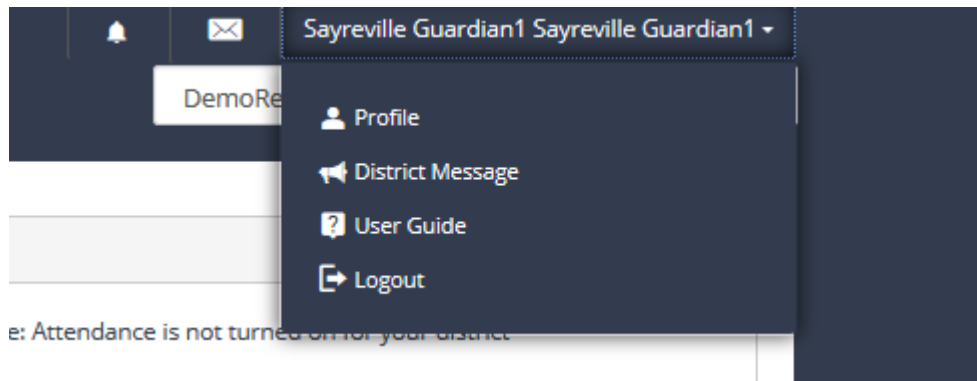 Sayreville Guardian1 Sayreville Guardian1
DemoRe
Profile
District Message
User Guide
Logout
e: Attendance is not turned on for your district